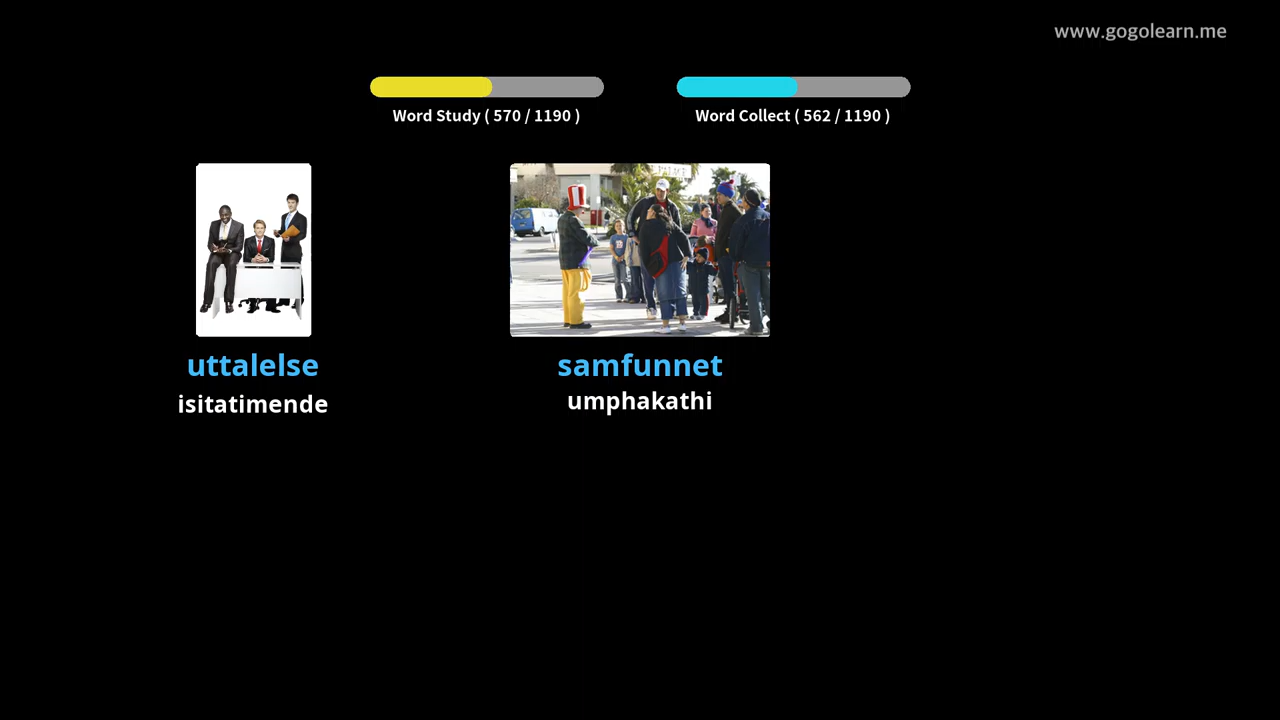 www.gogolearn.me
Word Study ( 570 / 1190 )
Word Collect ( 562 / 1190 )
uttalelse
isitatimende
samfunnet
umphakathi